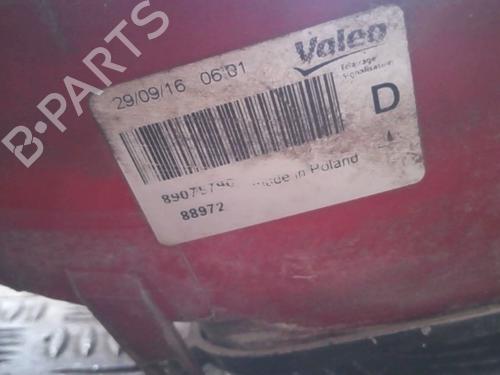 B-PARTS
29/09/16 06:01
Valeo
Eclairage
Signalisation
D
Made in Poland
88972